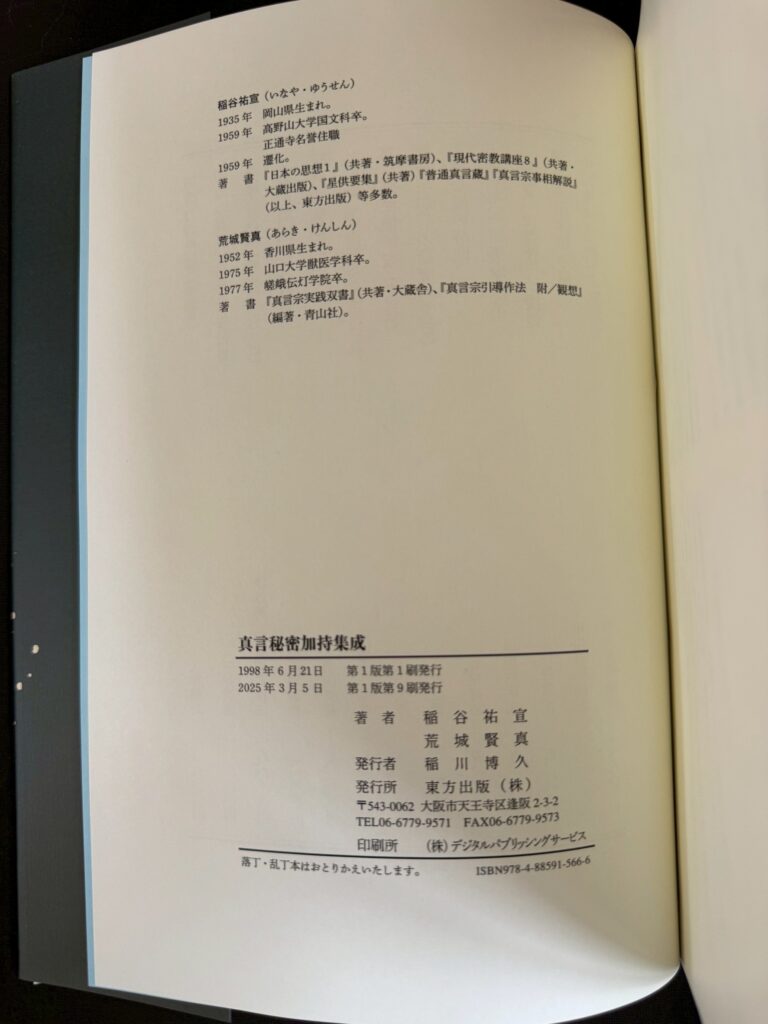 稲谷祐宣（いなや・ゆうせん）
1935年 岡山県生まれ。
1959年 高野山大学国文科卒。
正通寺名誉住職
1959年 遷化。
著 書 『日本の思想1』（共著・筑摩書房）、『現代密教講座8』（共著・
大蔵出版）、『星供要集』（共著）『普通真言蔵』『真言宗事相解説』
（以上、東方出版）等多数。
荒城賢真（あらき・けんしん）
1952年 香川県生まれ。
1975年 山口大学獣医学科卒。
1977年 嵯峨伝灯学院卒。
著 書 『真言宗実践双書』（共著・大蔵舎）、『真言宗引導作法 附／観想』
（編著・青山社）。
真言秘密加持集成
1998年6月21日 第1版第1刷発行
2025年3月5日 第1版第9刷発行
著 者 稲 谷 祐 宣
荒 城 賢 真
発行者 稲 川 博 久
発行所 東方出版（株）
〒543-0062 大阪市天王寺区逢阪2-3-2
TEL06-6779-9571 FAX06-6779-9573
印刷所 （株）デジタルパブリッシングサービス
落丁・乱丁本はおとりかえいたします。 ISBN978-4-88591-566-6